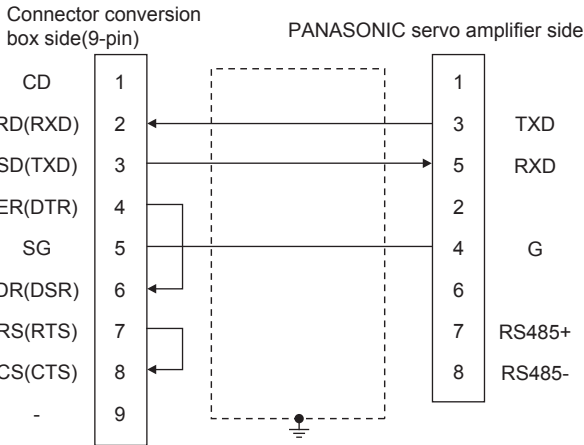 Connector conversion
box side(9-pin)
PANASONIC servo amplifier side
CD 1 1
RD(RXD) 2 3 TXD
SD(TXD) 3 5 RXD
ER(DTR) 4 2
SG 5 4 G
DR(DSR) 6 6
RS(RTS) 7 7 RS485+
CS(CTS) 8 8 RS485-
- 9